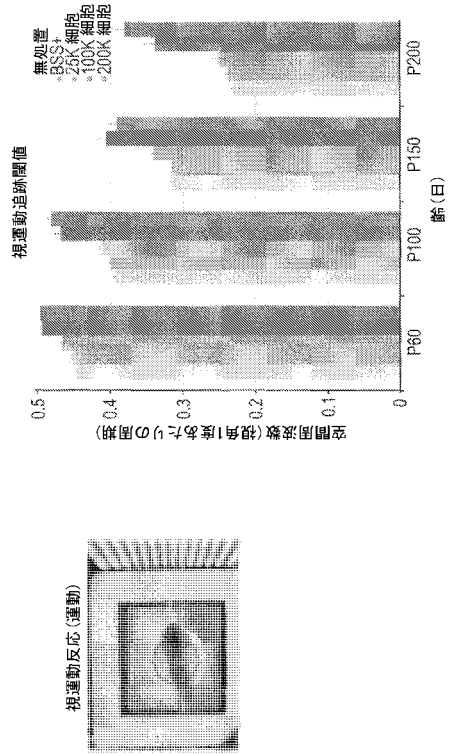 視運動反応(運動)
視運動追跡閾値
無処置
BSS+
25K 細胞
100K 細胞
200K 細胞
空間周波数(視角1度あたりの周期)
0.5
0.4
0.3
0.2
0.1
0
P60
P100
P150
P200
齢(日)